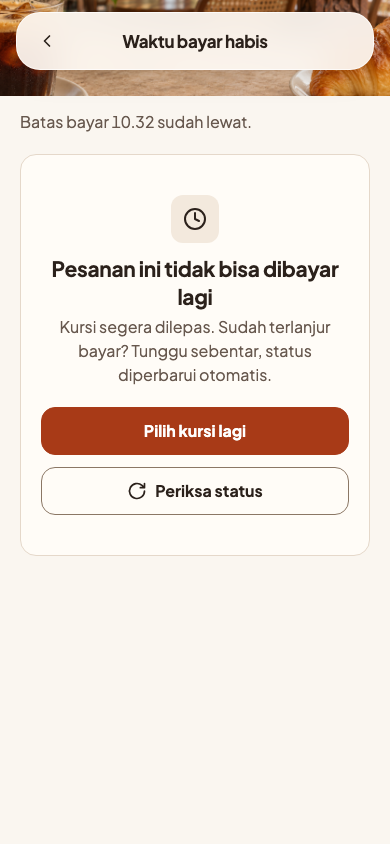 Waktu bayar habis
Batas bayar 10.32 sudah lewat.
Pesanan ini tidak bisa dibayar
lagi
Kursi segera dilepas. Sudah terlanjur
bayar? Tunggu sebentar, status
diperbarui otomatis.
Pilih kursi lagi
Periksa status